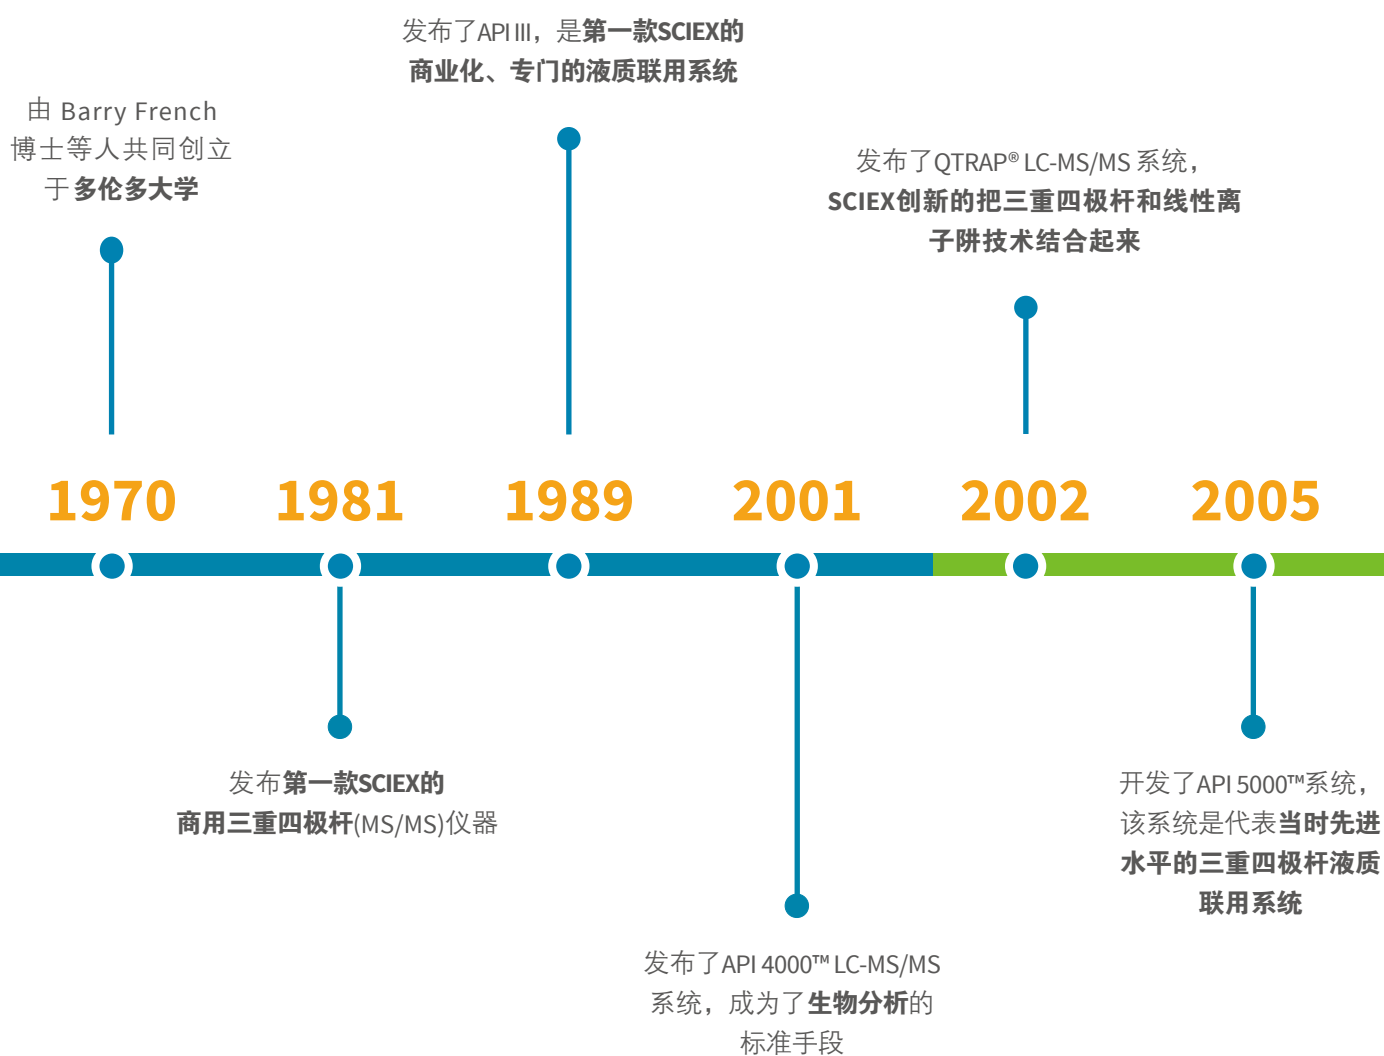 发布了API III，是第一款SCIEX的
商业化、专门的液质联用系统
由 Barry French
博士等人共同创立
于多伦多大学
发布了QTRAP® LC-MS/MS 系统，
SCIEX创新的把三重四极杆和线性离
子阱技术结合起来
1970
1981
1989
2001
2002
2005
发布第一款SCIEX的
商用三重四极杆(MS/MS)仪器
开发了API 5000™系统，
该系统是代表当时先进
水平的三重四极杆液质
联用系统
发布了API 4000™ LC-MS/MS
系统，成为了生物分析的
标准手段